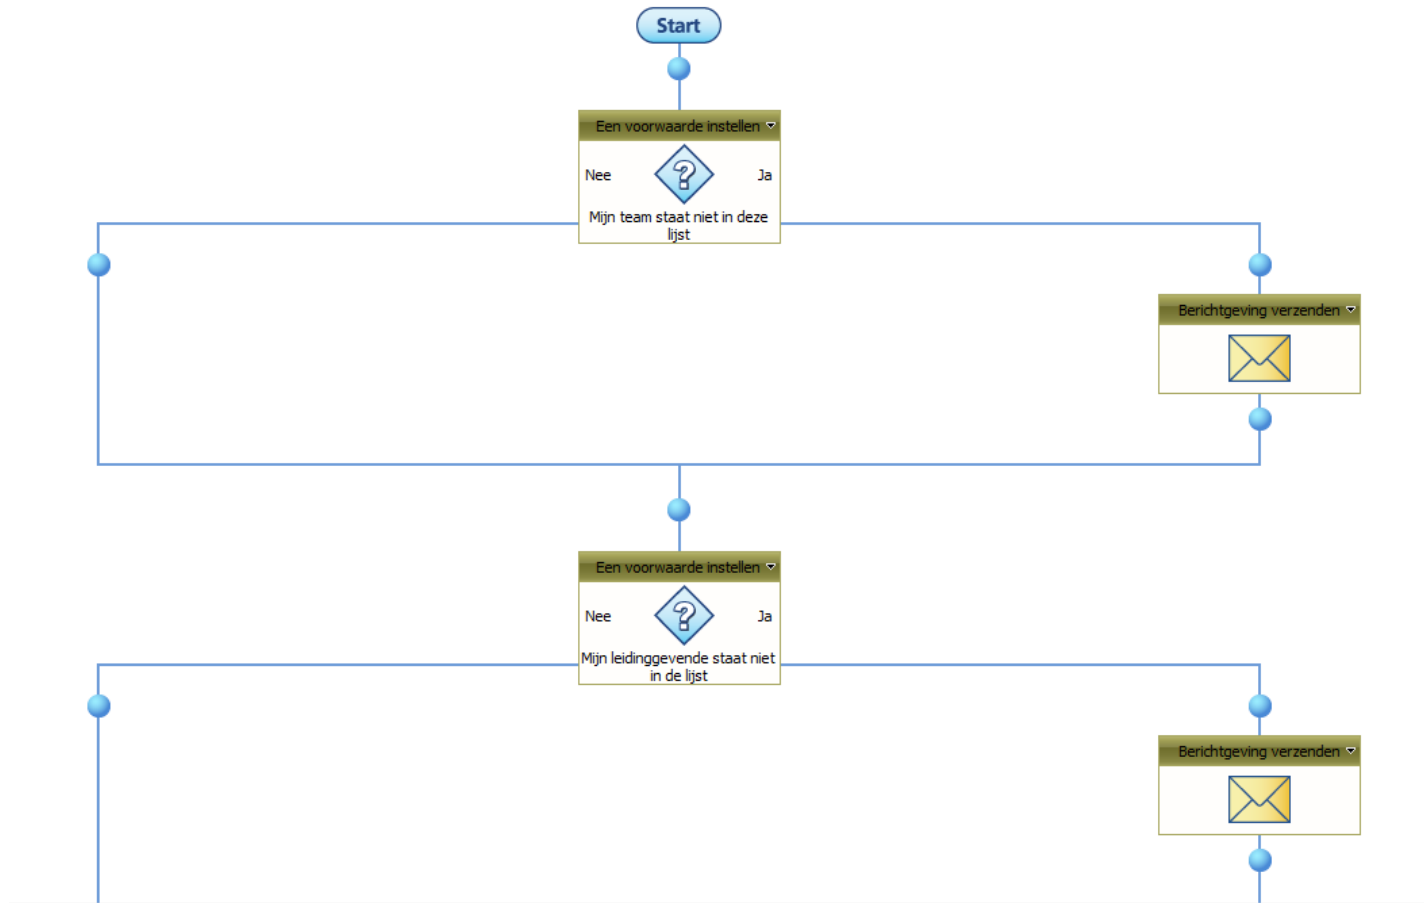 Start
Een voorwaarde instellen
Nee
Ja
Mijn team staat niet in deze
lijst
Berichtgeving verzenden
Een voorwaarde instellen
Nee
Ja
Mijn leidinggevende staat niet
in de lijst
Berichtgeving verzenden